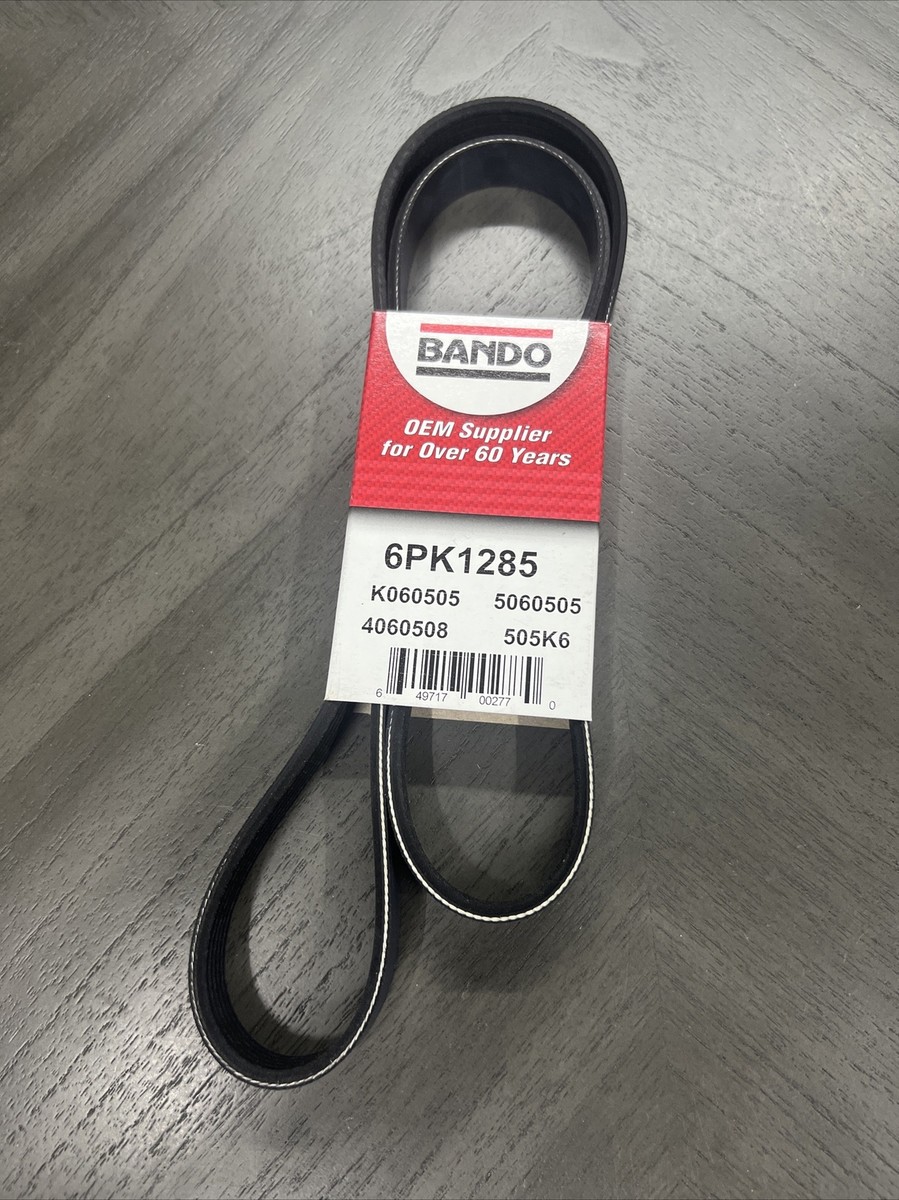 BANDO
OEM Supplier
for Over 60 Years
6PK1285
K060505 5060505
4060508 505K6
6 49717 00277 0